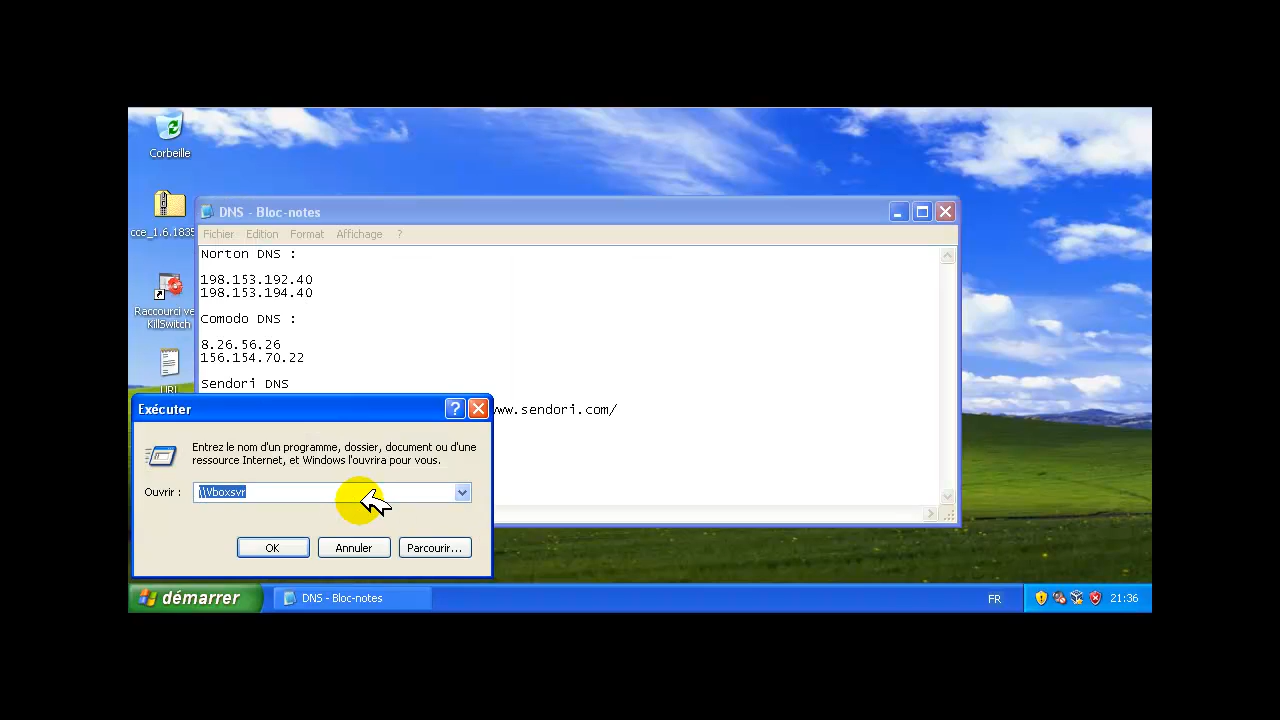 Corbeille
cce_1.6.1835
Raccourci ve
KillSwitch
URL
DNS - Bloc-notes
Fichier Edition Format Affichage ?
Norton DNS :
198.153.192.40
198.153.194.40
Comodo DNS :
8.26.56.26
156.154.70.22
Sendori DNS
www.sendori.com/
Exécuter
Entrez le nom d'un programme, dossier, document ou d'une
ressource Internet, et Windows l'ouvrira pour vous.
Ouvrir : \\Vboxsvr
OK Annuler Parcourir...
démarrer DNS - Bloc-notes FR 21:36